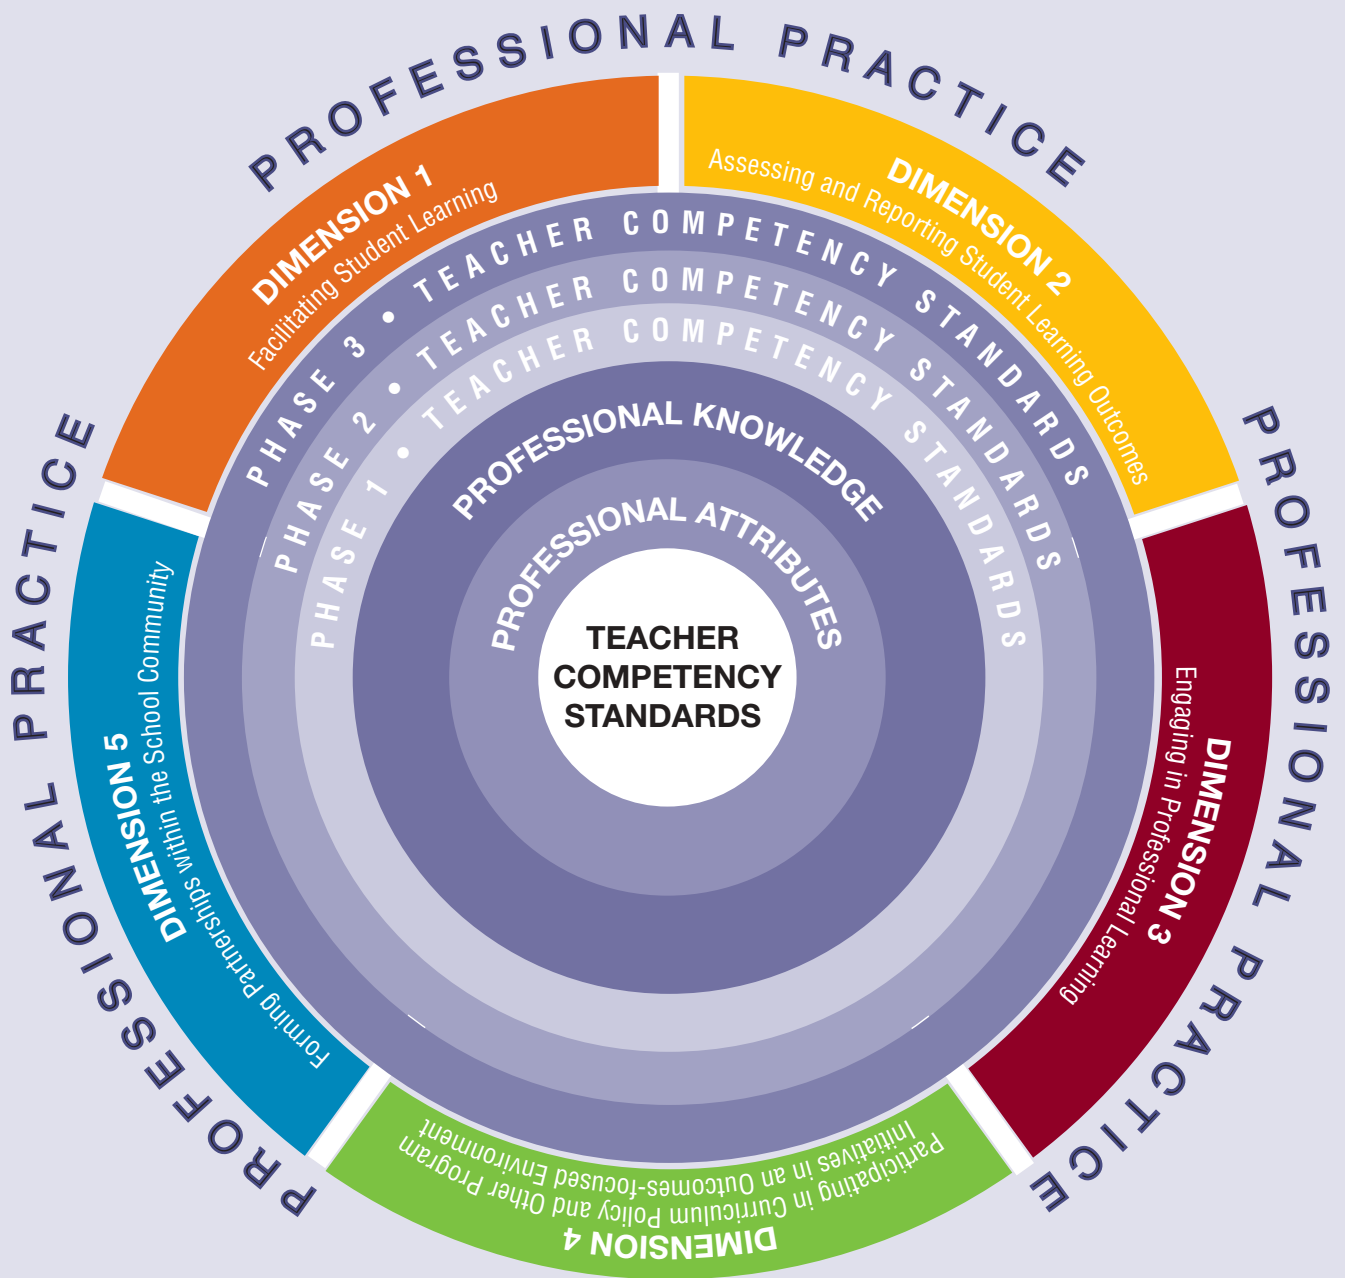 PROFESSIONAL PRACTICE
PROFESSIONAL PRACTICE
PROFESSIONAL PRACTICE
DIMENSION 1
Facilitating Student Learning
DIMENSION 2
Assessing and Reporting Student Learning Outcomes
DIMENSION 3
Engaging in Professional Learning
DIMENSION 4
Participating in Curriculum Policy and Other Program
Initiatives in an Outcomes-focused Environment
DIMENSION 5
Forming Partnerships within the School Community
PHASE 3 • TEACHER COMPETENCY STANDARDS
PHASE 2 • TEACHER COMPETENCY STANDARDS
PHASE 1 • TEACHER COMPETENCY STANDARDS
PROFESSIONAL KNOWLEDGE
PROFESSIONAL ATTRIBUTES
TEACHER
COMPETENCY
STANDARDS